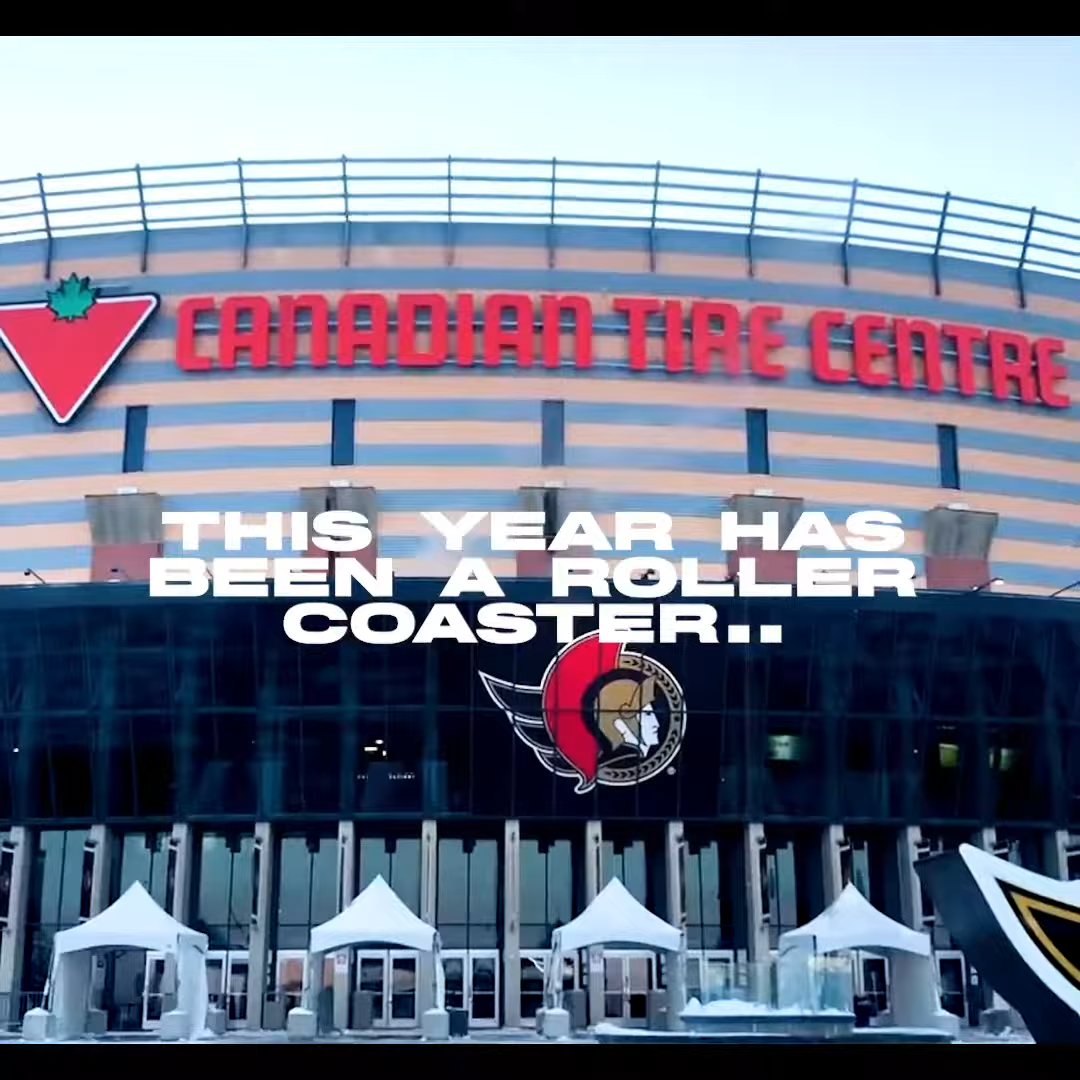 CANADIAN TIRE CENTRE
THIS YEAR HAS
BEEN A ROLLER
COASTER..